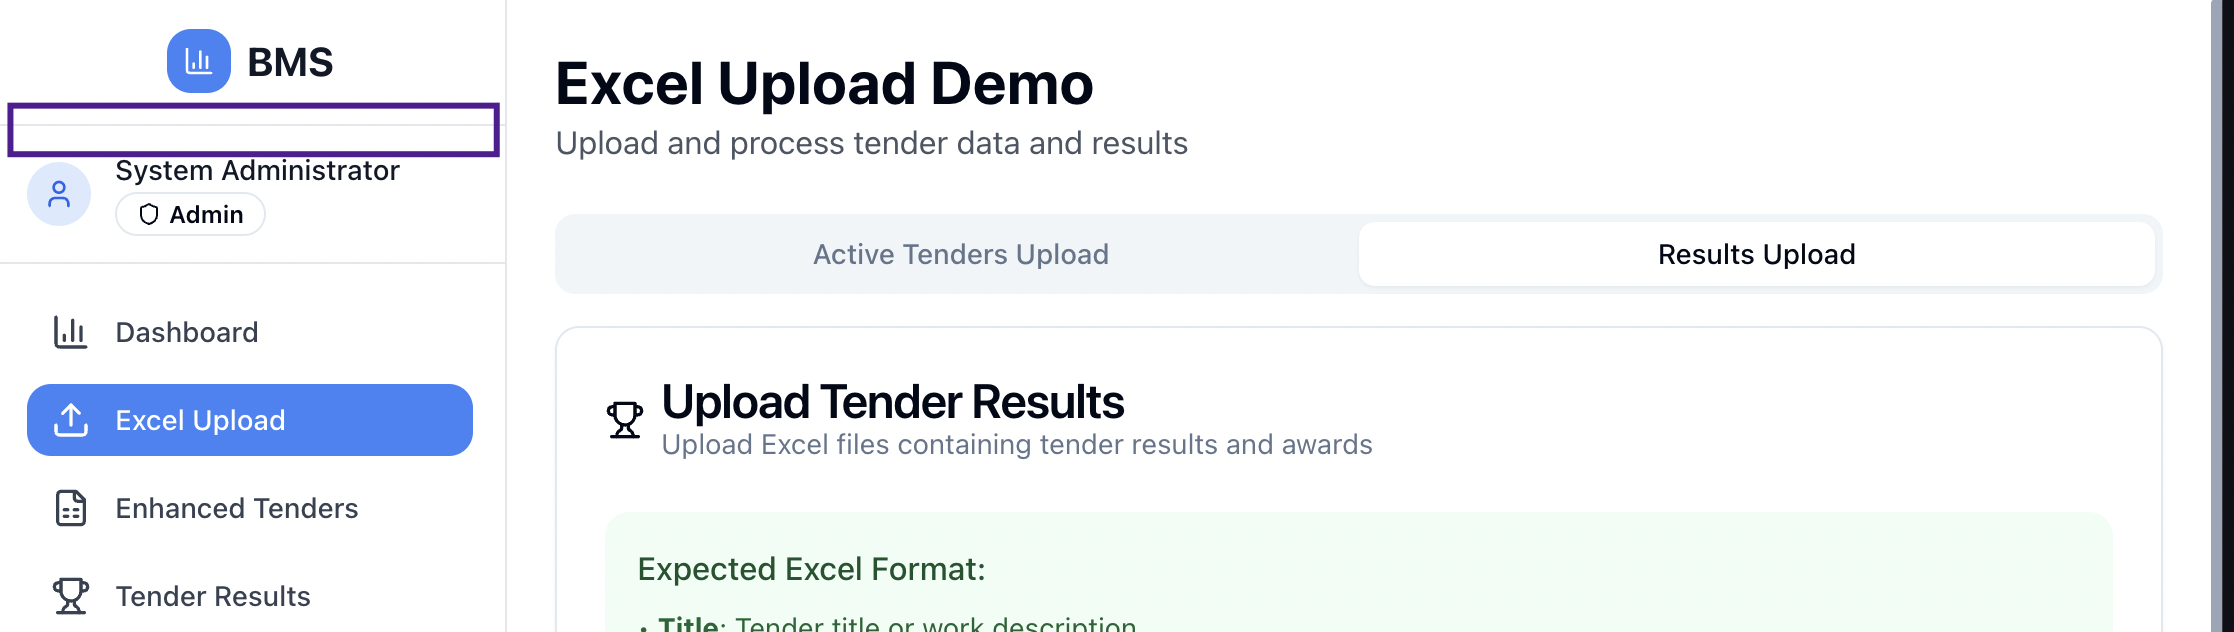 BMS
System Administrator
Admin
Dashboard
Excel Upload
Enhanced Tenders
Tender Results
Excel Upload Demo
Upload and process tender data and results
Active Tenders Upload
Results Upload
Upload Tender Results
Upload Excel files containing tender results and awards
Expected Excel Format:
• Title: Tender title or work description